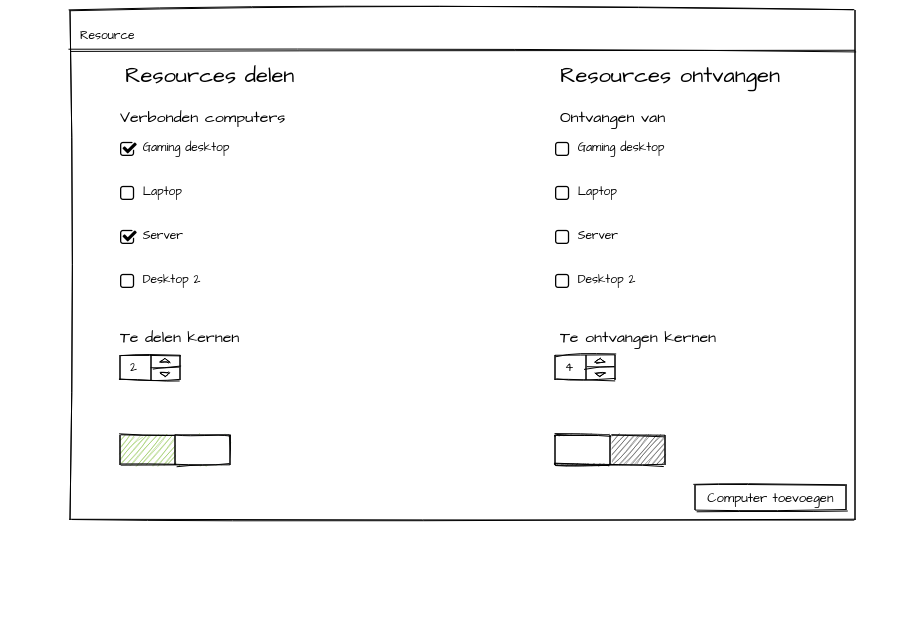 Resource
Resources delen
Verbonden computers
Gaming desktop
Laptop
Server
Desktop 2
Te delen kernen
2
Resources ontvangen
Ontvangen van
Gaming desktop
Laptop
Server
Desktop 2
Te ontvangen kernen
4
Computer toevoegen